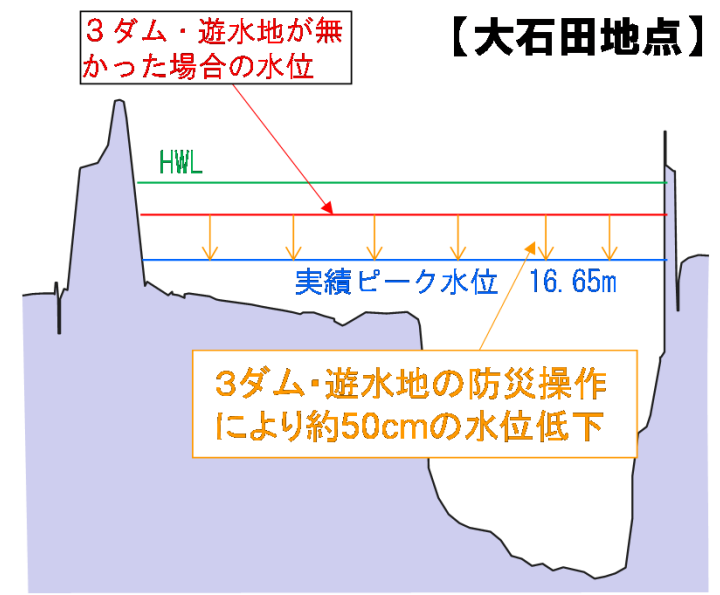 ３ダム・遊水地が無
かった場合の水位
【大石田地点】
HWL
実績ピーク水位　16.65m
３ダム・遊水地の防災操作
により約50cmの水位低下